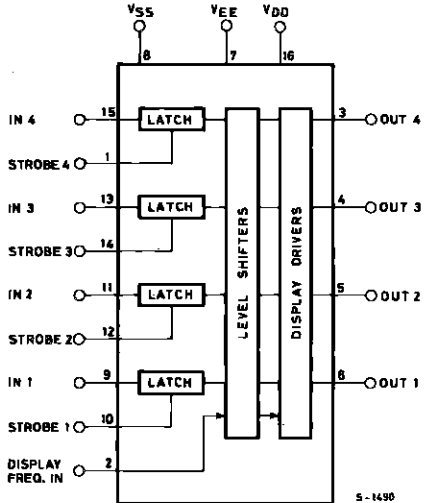 VSS VEE VDD
8 7 16
IN 4 15 LATCH 3 OUT 4
STROBE 4 1
IN 3 13 LATCH 4 OUT 3
STROBE 3 14
IN 2 11 LATCH 5 OUT 2
STROBE 2 12
IN 1 9 LATCH 6 OUT 1
STROBE 1 10
DISPLAY
FREQ. IN 2
LEVEL SHIFTERS
DISPLAY DRIVERS
S-1490